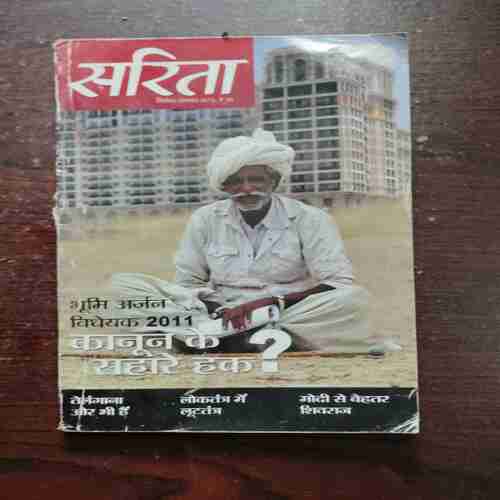 सरिता
भूमि अर्जन
विधेयक 2011
कानून के
सहारे हक?
तेलंगाना
और भी हैं
लोकतंत्र में
लूटतंत्र
मोदी से बेहतर
शिवराज